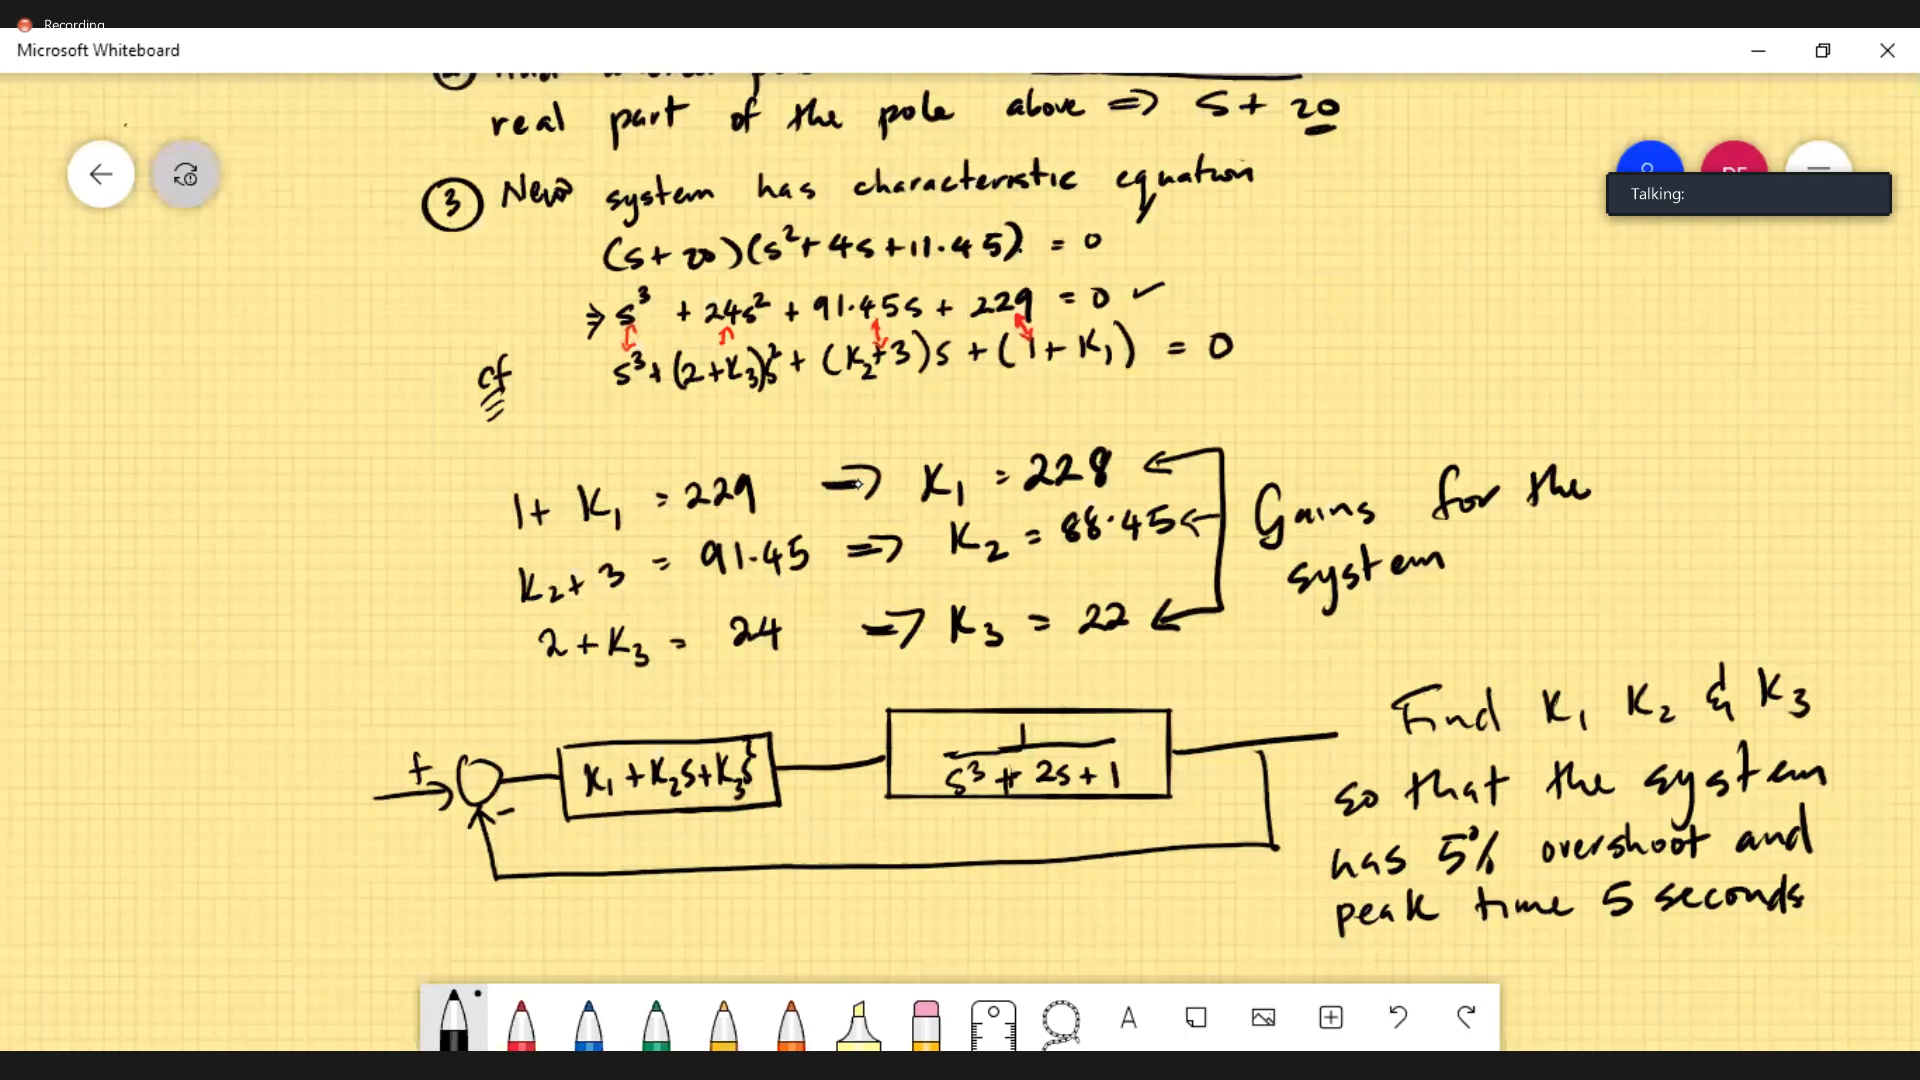 Recording
Microsoft Whiteboard
real part of the pole above => s + 20
Talking:
③ New system has characteristic equation
(s + 20)(s² + 4s + 11.45) = 0
=> s³ + 24s² + 91.45s + 229 = 0 ✓
cf s³ + (2 + K₃)s² + (K₂ + 3)s + (1 + K₁) = 0
1 + K₁ = 229 => K₁ = 228
K₂ + 3 = 91.45 => K₂ = 88.45
2 + K₃ = 24 => K₃ = 22
Gains for the
system
+ -
K₁ + K₂s + K₃s²
1
s³ + 2s + 1
Find K₁ K₂ & K₃
so that the system
has 5% overshoot and
peak time 5 seconds
A